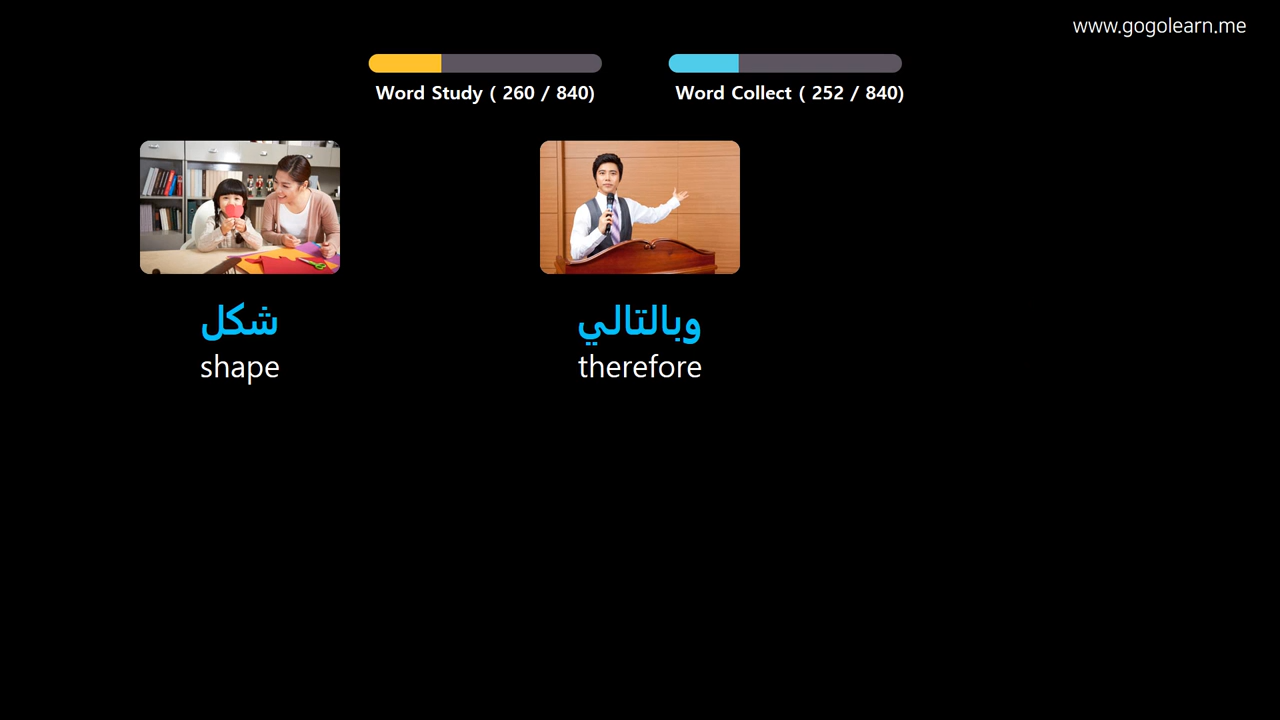 www.gogolearn.me
Word Study ( 260 / 840)
Word Collect ( 252 / 840)
شكل
shape
وبالتالي
therefore